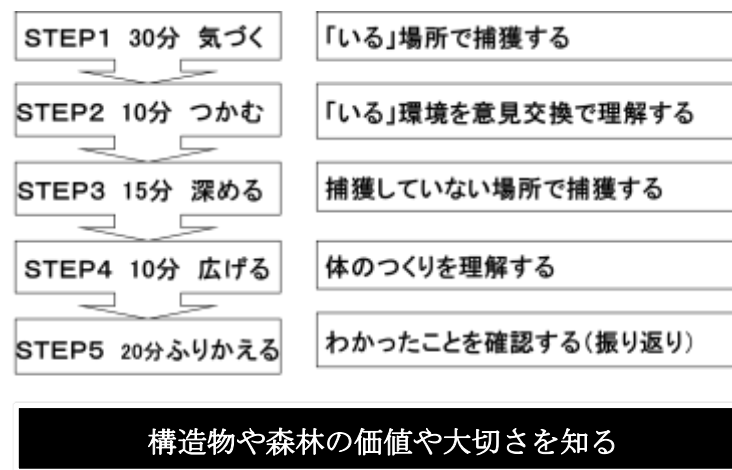 STEP1 30分 気づく
「いる」場所で捕獲する
STEP2 10分 つかむ
「いる」環境を意見交換で理解する
STEP3 15分 深める
捕獲していない場所で捕獲する
STEP4 10分 広げる
体のつくりを理解する
STEP5 20分ふりかえる
わかったことを確認する(振り返り)
構造物や森林の価値や大切さを知る